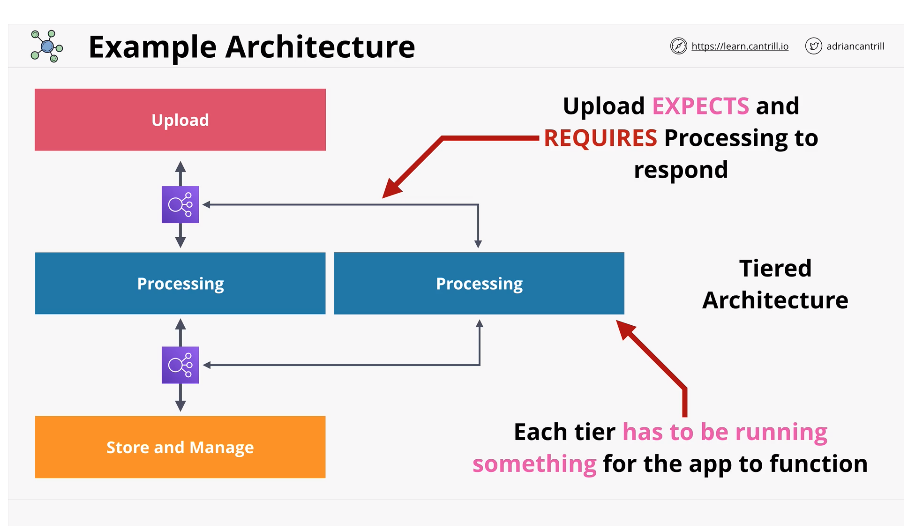 Example Architecture
https://learn.cantrill.io
adriancantrill
Upload
Upload EXPECTS and
REQUIRES Processing to
respond
Processing
Processing
Tiered
Architecture
Store and Manage
Each tier has to be running
something for the app to function